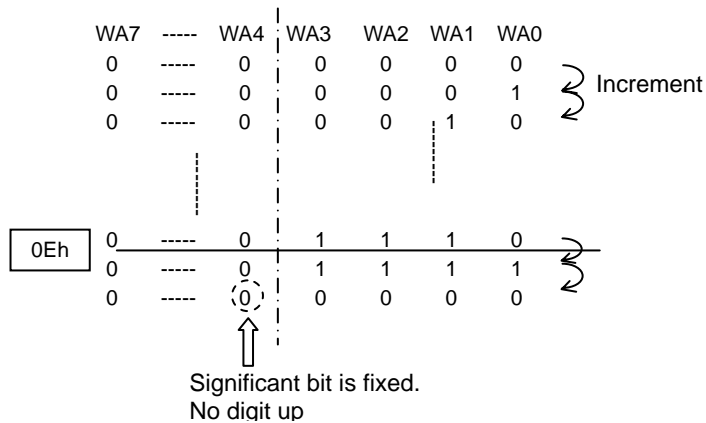 WA7 ----- WA4 WA3 WA2 WA1 WA0
0 ----- 0 0 0 0 0
Increment
0 ----- 0 0 0 0 1
0 ----- 0 0 0 1 0
0Eh
0 ----- 0 1 1 1 0
0 ----- 0 1 1 1 1
0 ----- 0 0 0 0 0
Significant bit is fixed.
No digit up